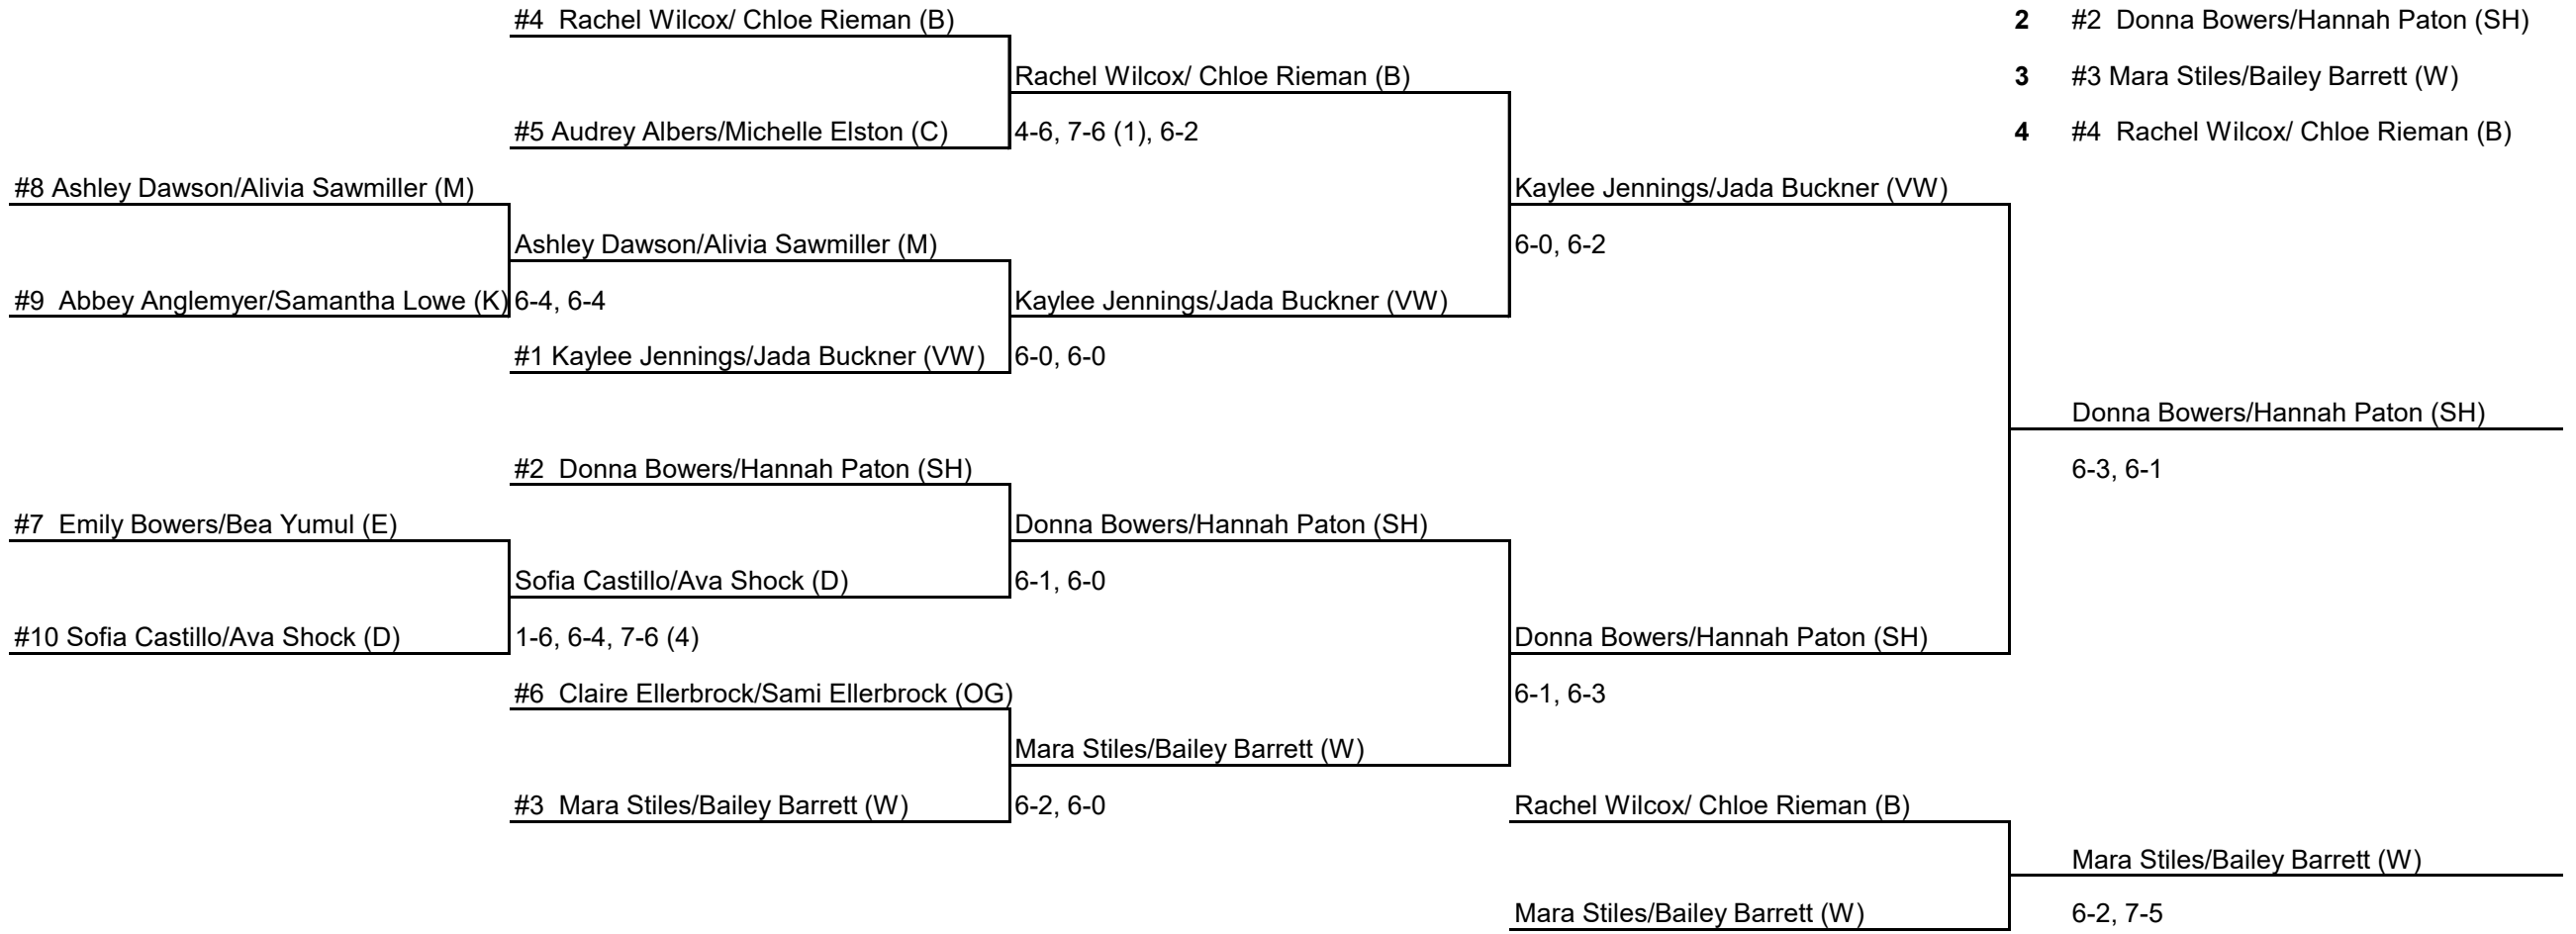 #4  Rachel Wilcox/ Chloe Rieman (B)
2 #2  Donna Bowers/Hannah Paton (SH)
Rachel Wilcox/ Chloe Rieman (B)
3 #3 Mara Stiles/Bailey Barrett (W)
#5 Audrey Albers/Michelle Elston (C)
4-6, 7-6 (1), 6-2
4 #4  Rachel Wilcox/ Chloe Rieman (B)
#8 Ashley Dawson/Alivia Sawmiller (M)
Kaylee Jennings/Jada Buckner (VW)
Ashley Dawson/Alivia Sawmiller (M)
6-0, 6-2
#9  Abbey Anglemyer/Samantha Lowe (K)
6-4, 6-4
Kaylee Jennings/Jada Buckner (VW)
#1 Kaylee Jennings/Jada Buckner (VW)
6-0, 6-0
Donna Bowers/Hannah Paton (SH)
#2  Donna Bowers/Hannah Paton (SH)
6-3, 6-1
#7  Emily Bowers/Bea Yumul (E)
Donna Bowers/Hannah Paton (SH)
Sofia Castillo/Ava Shock (D)
6-1, 6-0
#10 Sofia Castillo/Ava Shock (D)
1-6, 6-4, 7-6 (4)
Donna Bowers/Hannah Paton (SH)
#6  Claire Ellerbrock/Sami Ellerbrock (OG)
6-1, 6-3
Mara Stiles/Bailey Barrett (W)
#3  Mara Stiles/Bailey Barrett (W)
6-2, 6-0
Rachel Wilcox/ Chloe Rieman (B)
Mara Stiles/Bailey Barrett (W)
Mara Stiles/Bailey Barrett (W)
6-2, 7-5